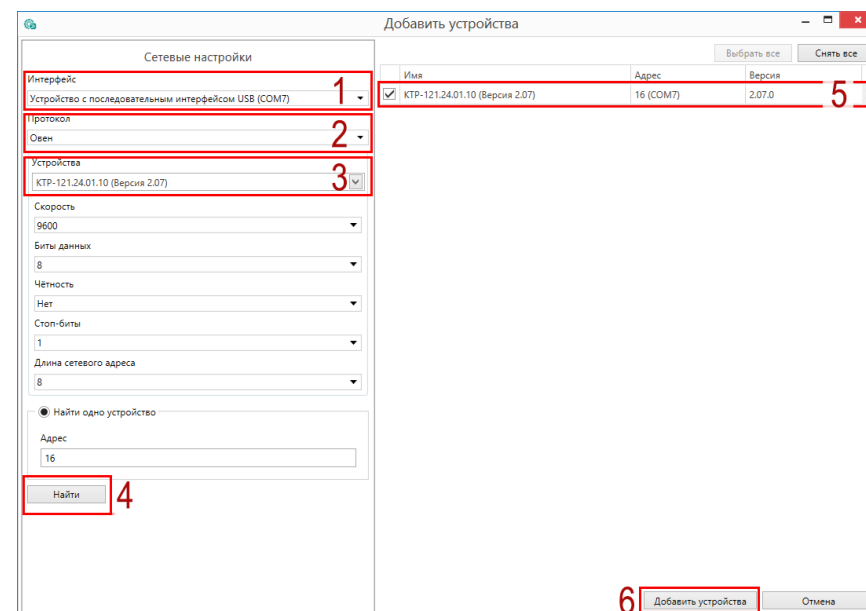 Добавить устройства
Сетевые настройки
Интерфейс
Устройство с последовательным интерфейсом USB (COM7)
1
Протокол
Овен
2
Устройства
КТР-121.24.01.10 (Версия 2.07)
3
Скорость
9600
Биты данных
8
Чётность
Нет
Стоп-биты
1
Длина сетевого адреса
8
Найти одно устройство
Адрес
16
Найти
4
Выбрать все Снять все
Имя Адрес Версия
КТР-121.24.01.10 (Версия 2.07) 16 (COM7) 2.07.0
5
6
Добавить устройства Отмена